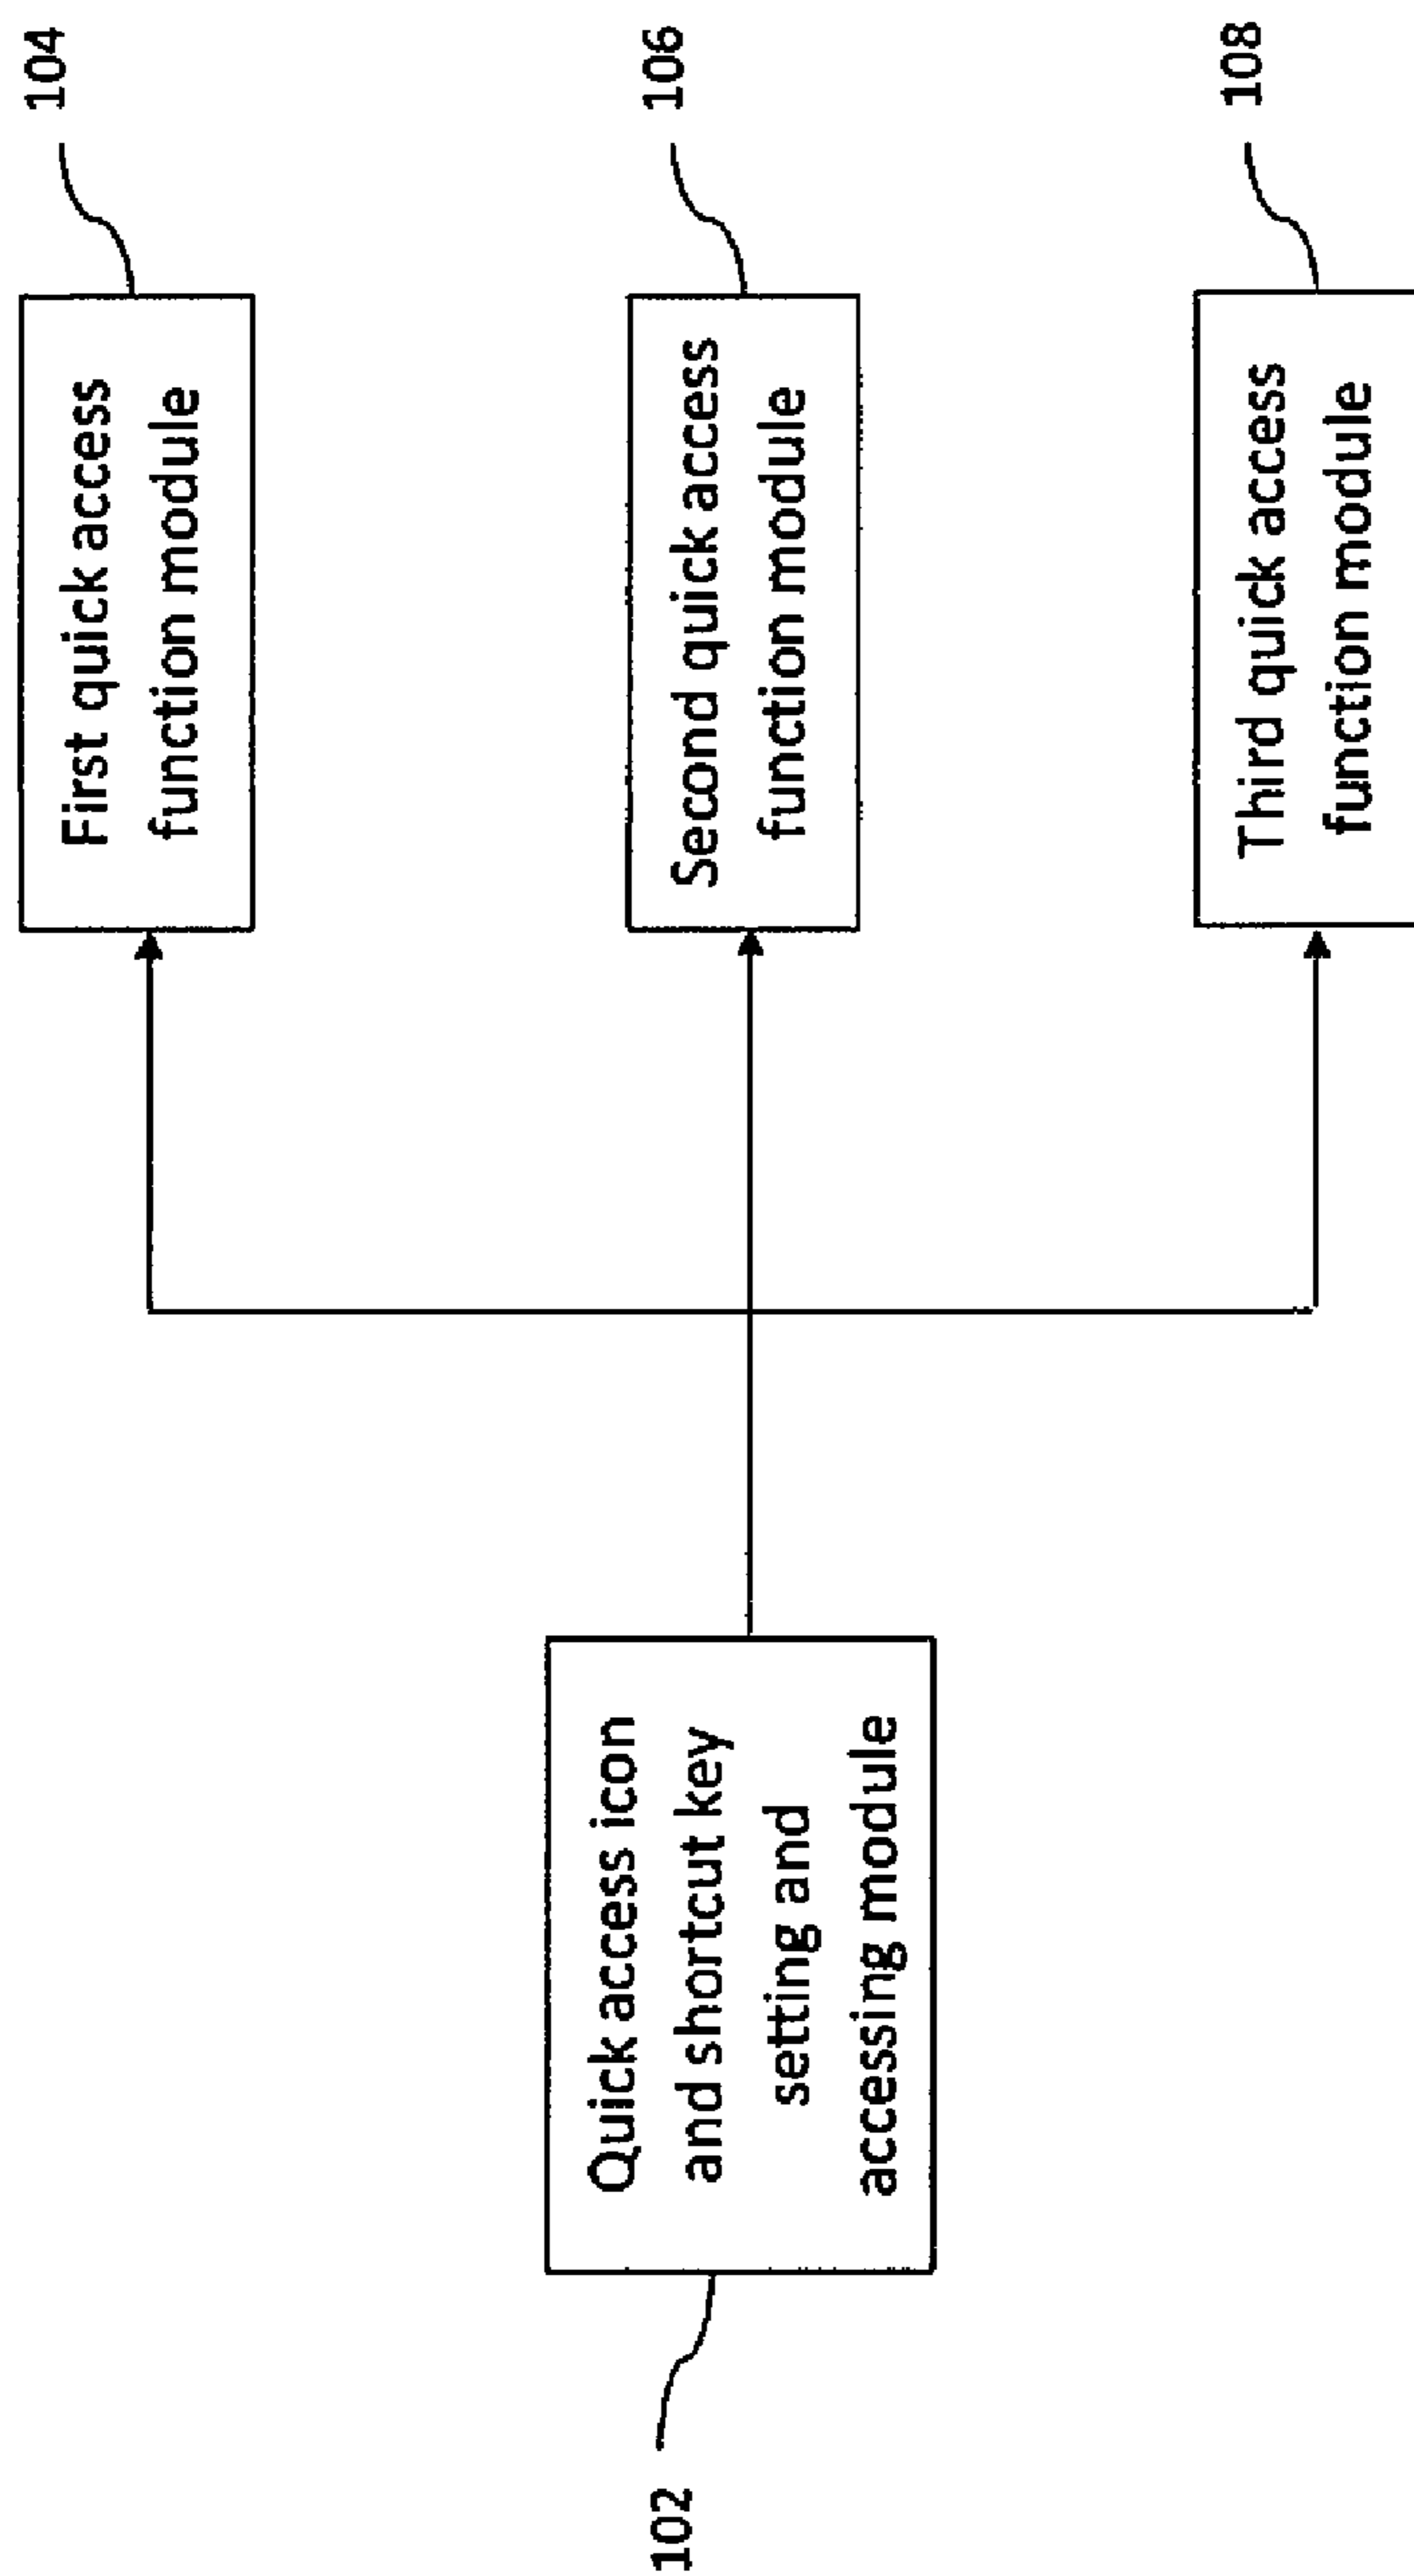 102
Quick access icon
and shortcut key
setting and
accessing module
First quick access
function module
104
Second quick access
function module
106
Third quick access
function module
108